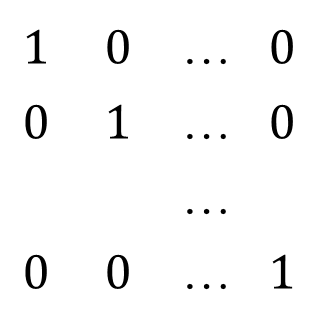 1 0 … 0
0 1 … 0
…
0 0 … 1